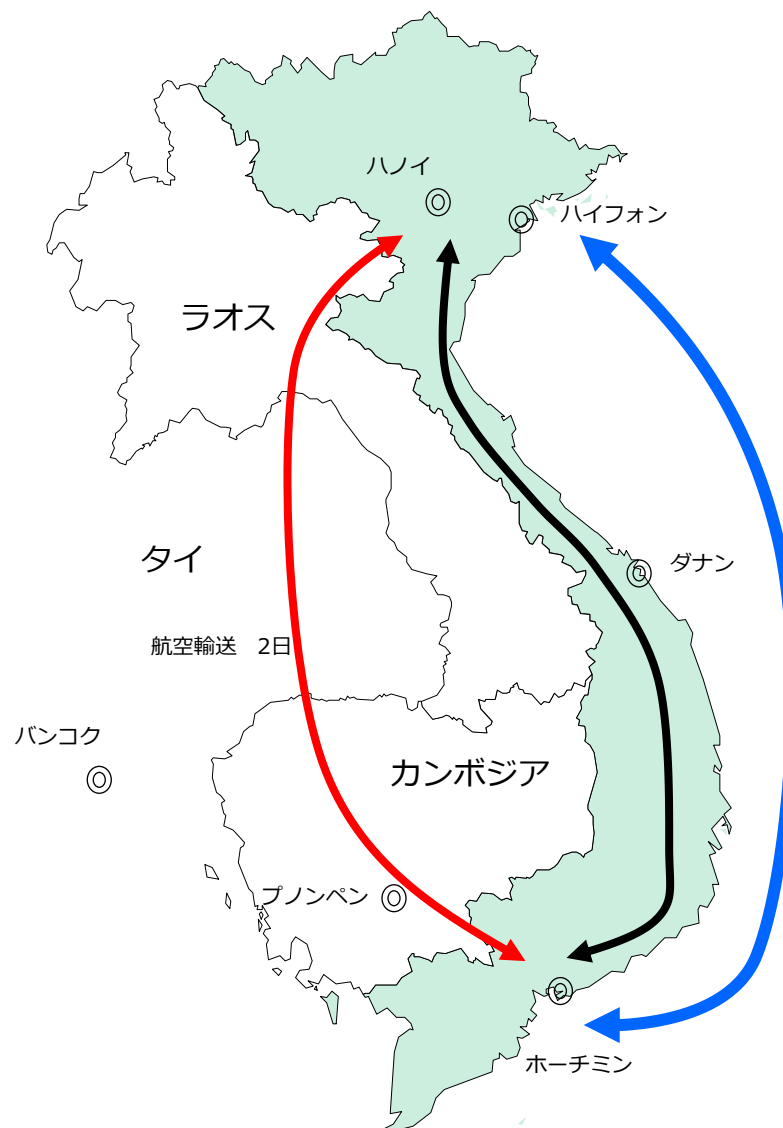 ハノイ
ハイフォン
ラオス
タイ
ダナン
航空輸送　2日
バンコク
カンボジア
プノンペン
ホーチミン